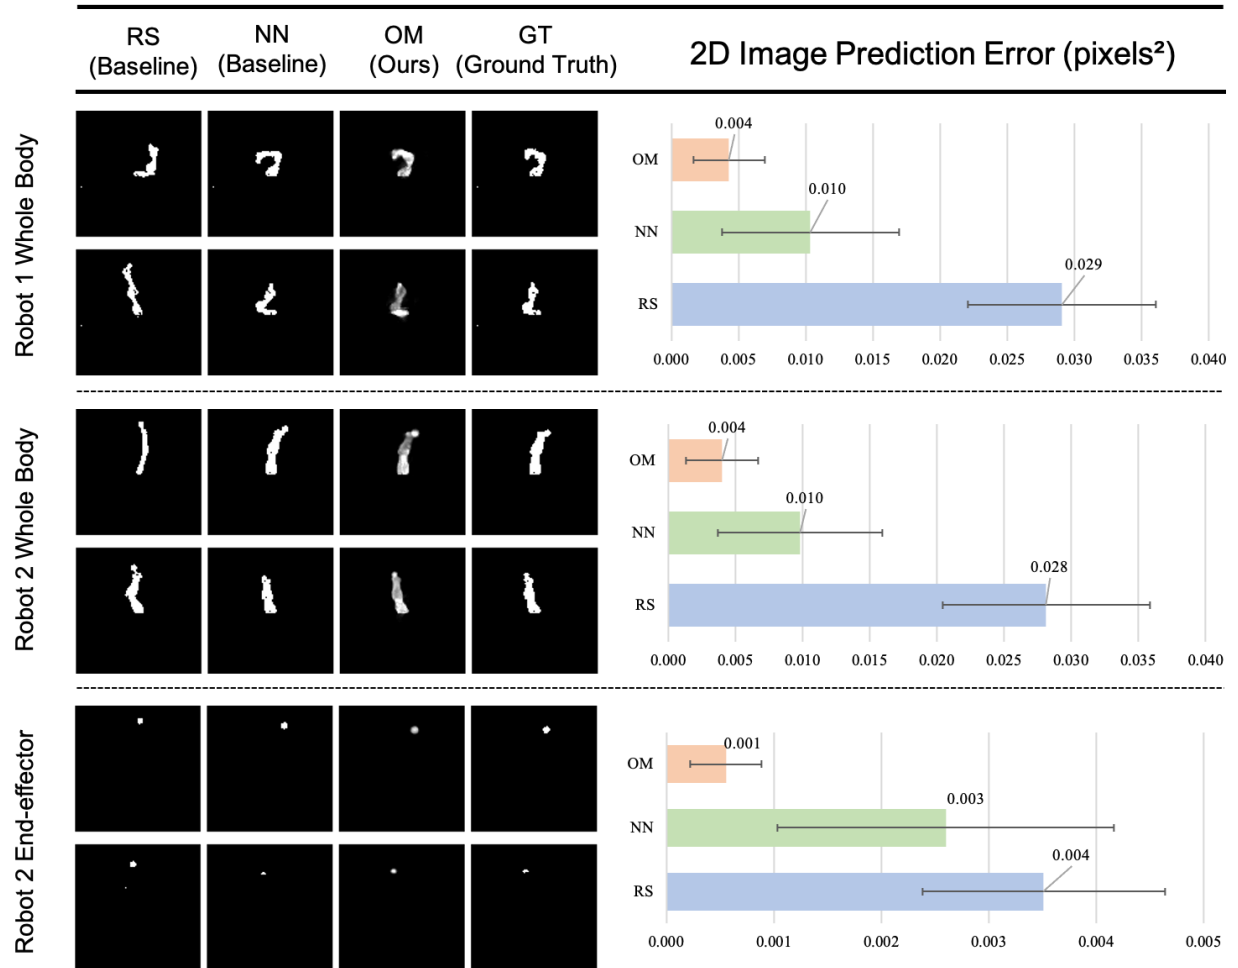 RS
(Baseline)
NN
(Baseline)
OM
(Ours)
GT
(Ground Truth)
2D Image Prediction Error (pixels²)
Robot 1 Whole Body
OM
0.004
NN
0.010
RS
0.029
0.000 0.005 0.010 0.015 0.020 0.025 0.030 0.035 0.040
Robot 2 Whole Body
OM
0.004
NN
0.010
RS
0.028
0.000 0.005 0.010 0.015 0.020 0.025 0.030 0.035 0.040
Robot 2 End-effector
OM
0.001
NN
0.003
RS
0.004
0.000 0.001 0.002 0.003 0.004 0.005